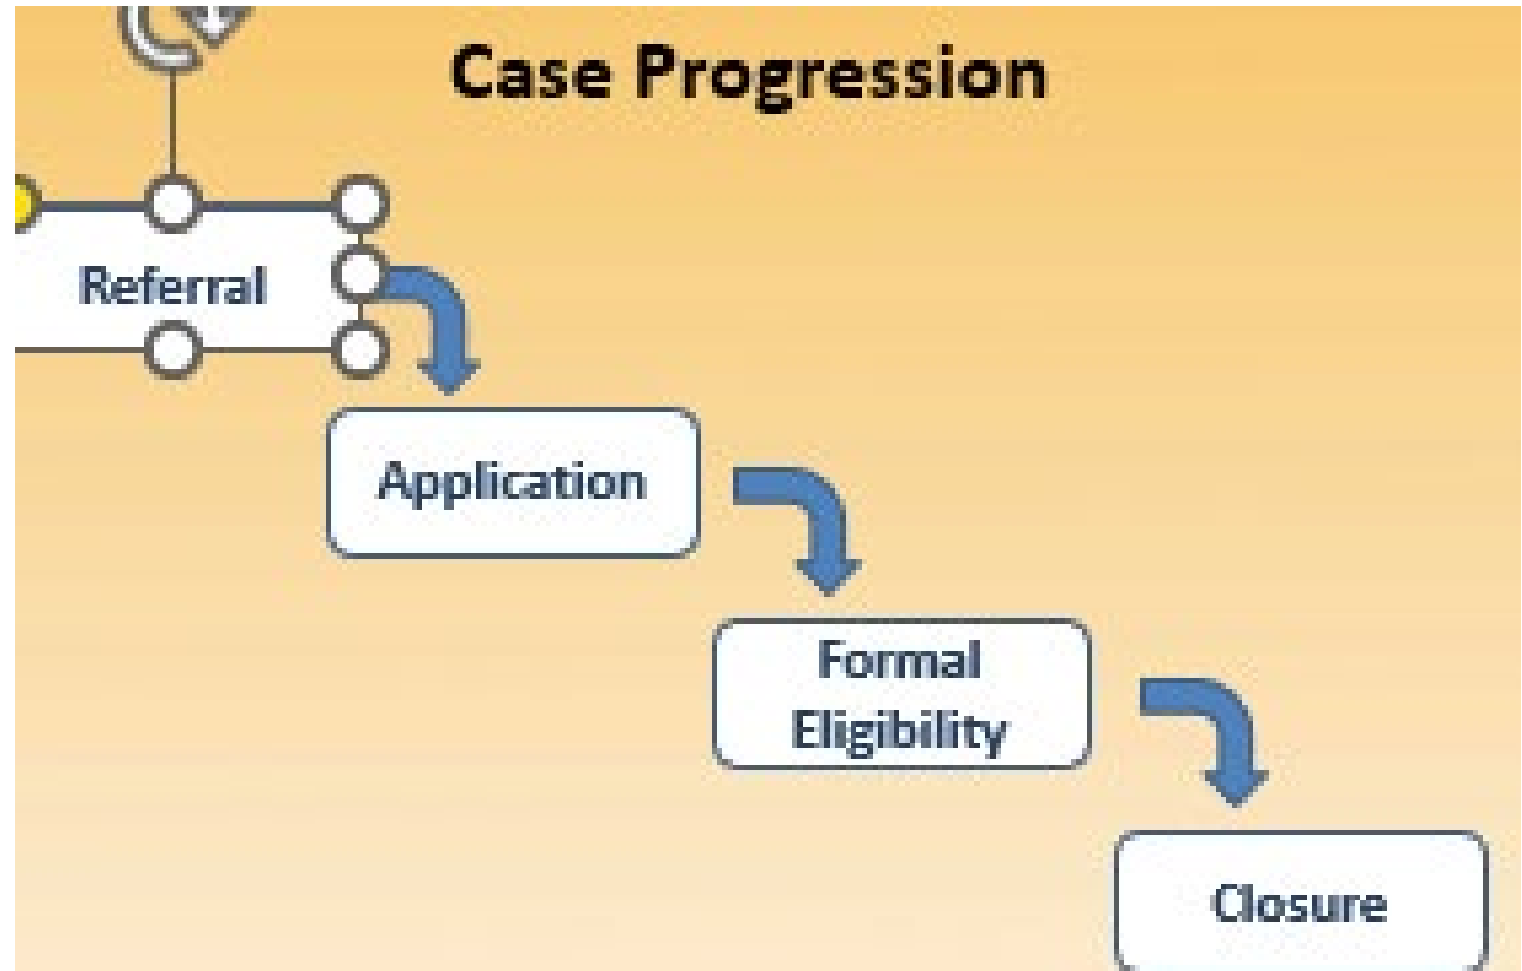 Case Progression
Referral
Application
Formal
Eligibility
Closure